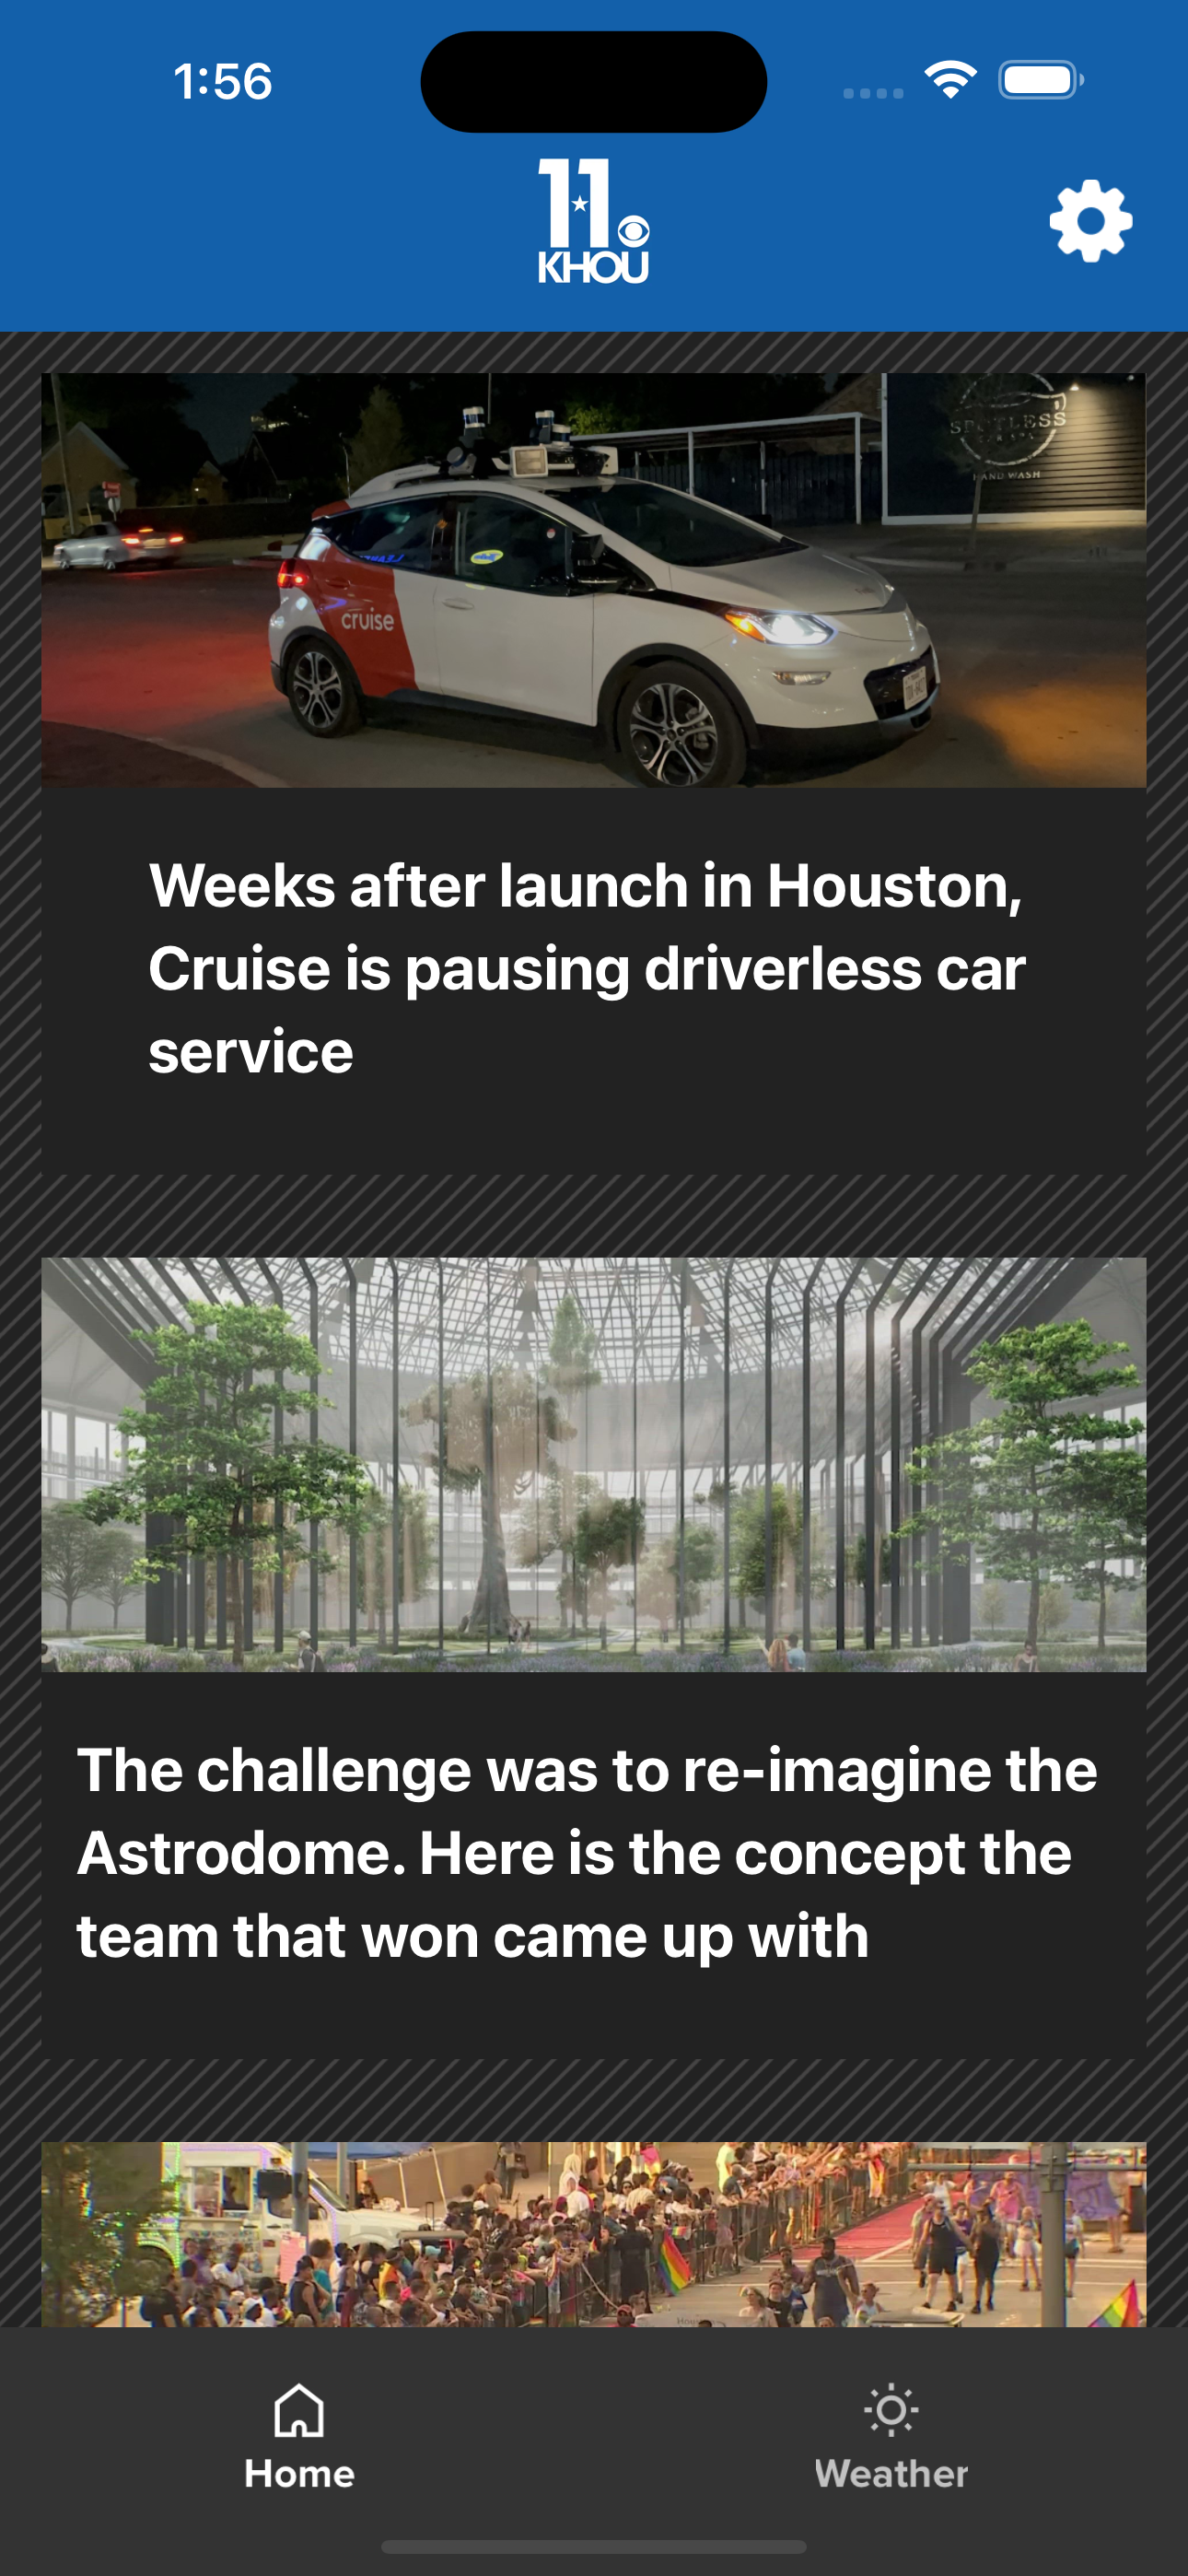 1:56
11
KHOU
SPOTLESS
HAND WASH
cruise
Weeks after launch in Houston,
Cruise is pausing driverless car
service
The challenge was to re-imagine the
Astrodome. Here is the concept the
team that won came up with
Home
Weather